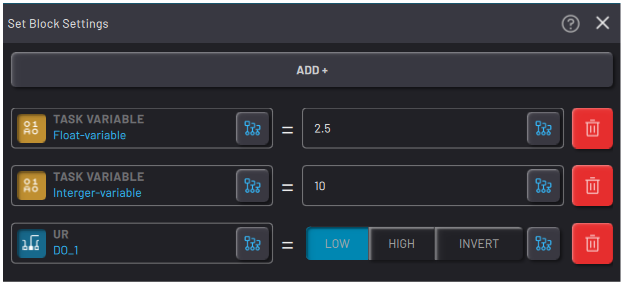 Set Block Settings
ADD +
TASK VARIABLE
Float-variable
=
2.5
TASK VARIABLE
Interger-variable
=
10
UR
DO_1
=
LOW HIGH INVERT